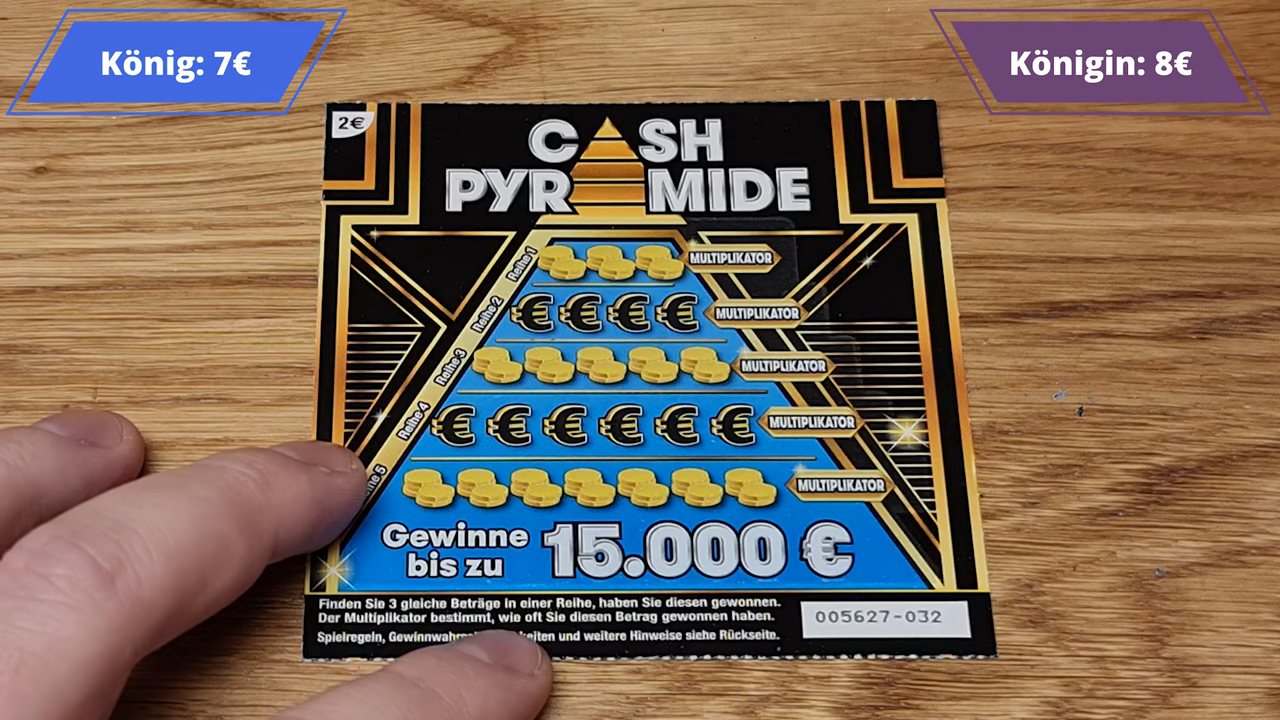 König: 7€
Königin: 8€
2€
CASH
PYRAMIDE
Reihe 1
MULTIPLIKATOR
Reihe 2
€ € € €
MULTIPLIKATOR
Reihe 3
MULTIPLIKATOR
Reihe 4
€ € € € € €
MULTIPLIKATOR
5
MULTIPLIKATOR
Gewinne
bis zu
15.000 €
Finden Sie 3 gleiche Beträge in einer Reihe, haben Sie diesen gewonnen.
Der Multiplikator bestimmt, wie oft Sie diesen Betrag gewonnen haben.
Spielregeln, und weitere Hinweise siehe Rückseite.
005627-032